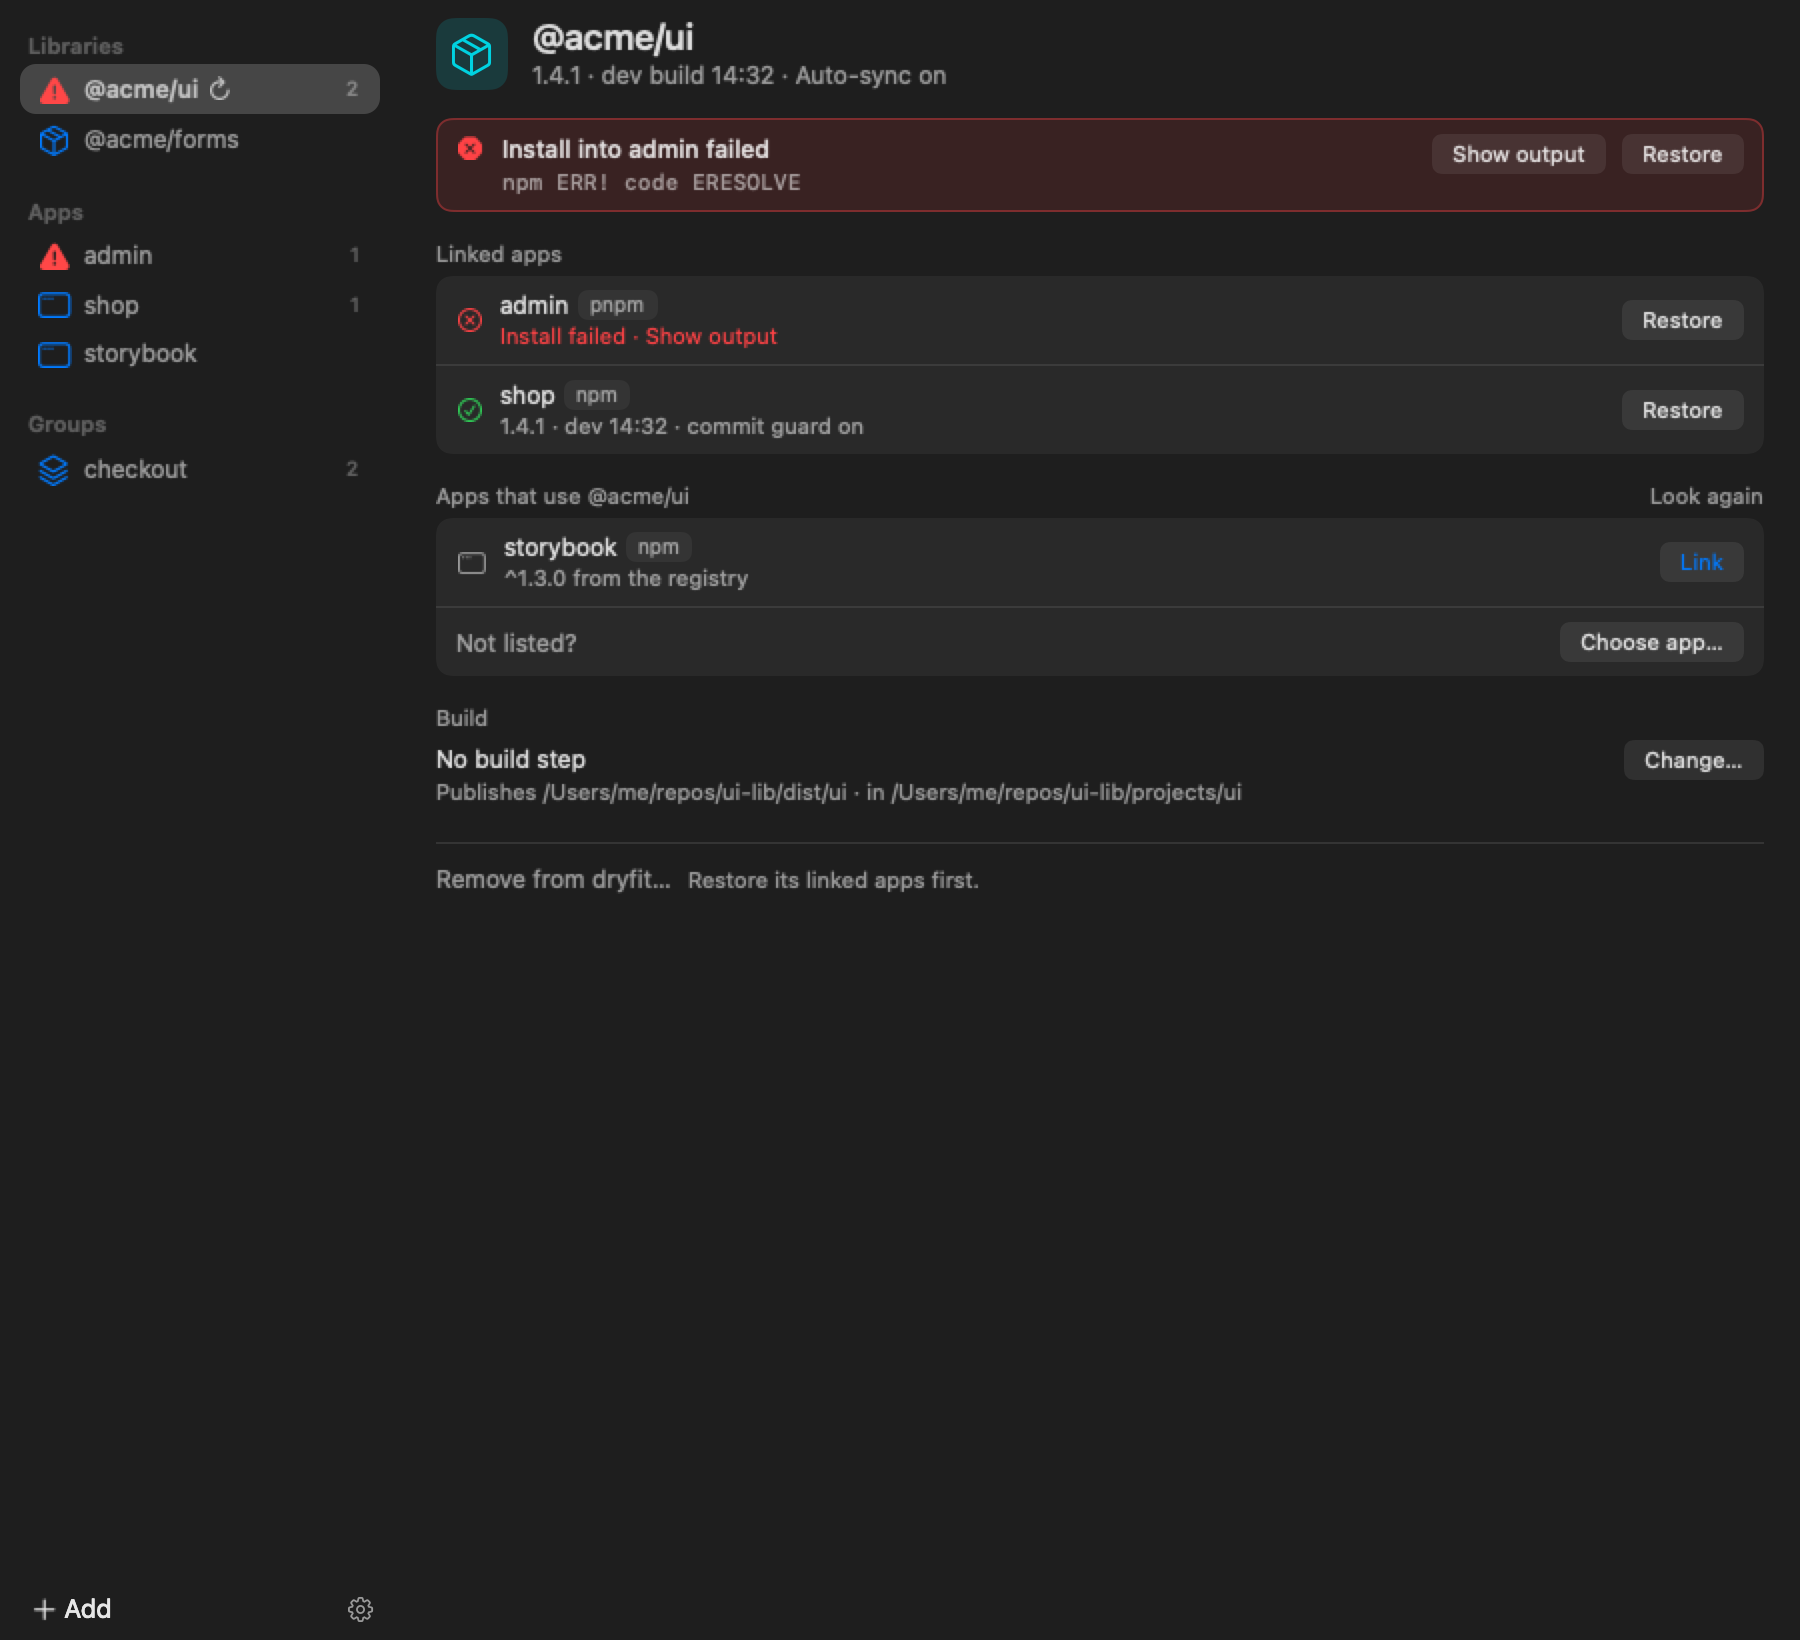 Libraries
@acme/ui 2
@acme/forms
Apps
admin 1
shop 1
storybook
Groups
checkout 2
+ Add
@acme/ui
1.4.1 · dev build 14:32 · Auto-sync on
Install into admin failed
npm ERR! code ERESOLVE
Show output
Restore
Linked apps
admin pnpm
Install failed · Show output
Restore
shop npm
1.4.1 · dev 14:32 · commit guard on
Restore
Apps that use @acme/ui
Look again
storybook npm
^1.3.0 from the registry
Link
Not listed?
Choose app...
Build
No build step
Publishes /Users/me/repos/ui-lib/dist/ui · in /Users/me/repos/ui-lib/projects/ui
Change...
Remove from dryfit... Restore its linked apps first.